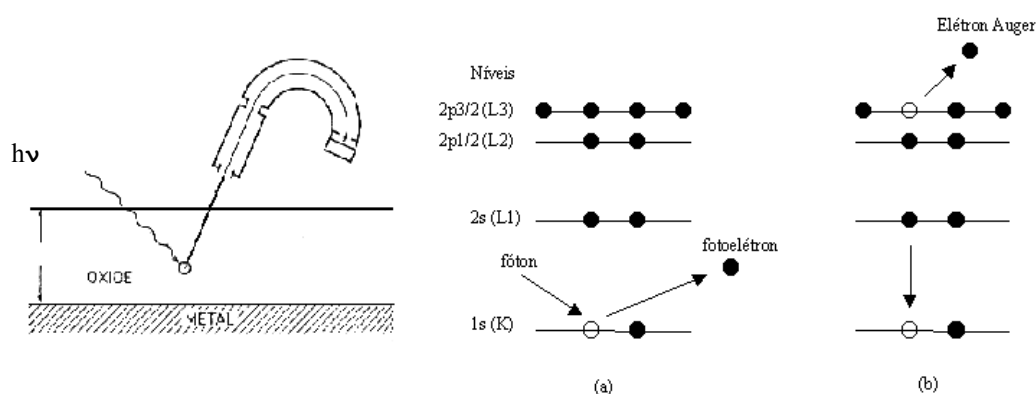 hν
OXIDE
METAL
Níveis
2p3/2 (L3)
2p1/2 (L2)
2s (L1)
1s (K)
fóton
fotoelétron
(a)
Elétron Auger
(b)